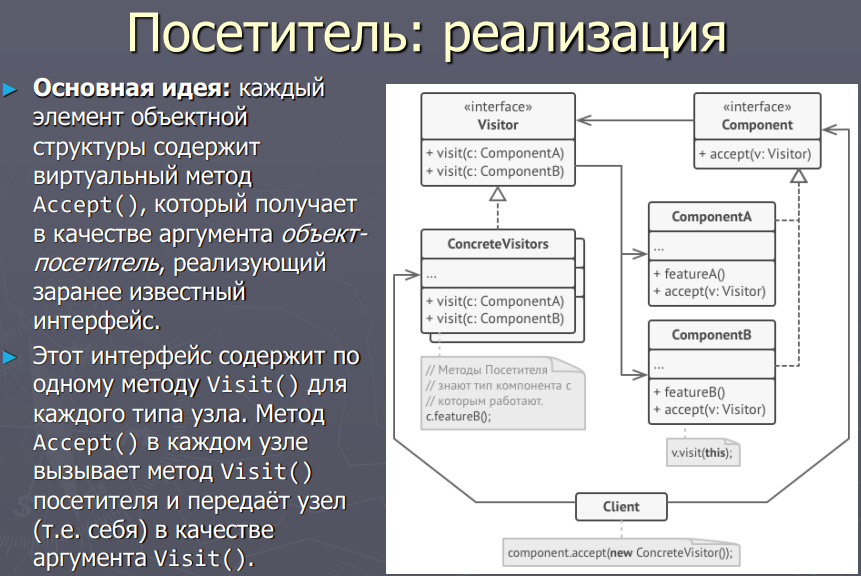 Посетитель: реализация
► Основная идея: каждый
элемент объектной
структуры содержит
виртуальный метод
Accept(), который получает
в качестве аргумента объект-
посетитель, реализующий
заранее известный
интерфейс.
► Этот интерфейс содержит по
одному методу Visit() для
каждого типа узла. Метод
Accept() в каждом узле
вызывает метод Visit()
посетителя и передаёт узел
(т.е. себя) в качестве
аргумента Visit().
«interface»
Visitor
+ visit(c: ComponentA)
+ visit(c: ComponentB)
«interface»
Component
+ accept(v: Visitor)
ConcreteVisitors
...
+ visit(c: ComponentA)
+ visit(c: ComponentB)
// Методы Посетителя
// знают тип компонента с
// которым работают.
c.featureB();
ComponentA
...
+ featureA()
+ accept(v: Visitor)
ComponentB
...
+ featureB()
+ accept(v: Visitor)
v.visit(this);
Client
component.accept(new ConcreteVisitor());